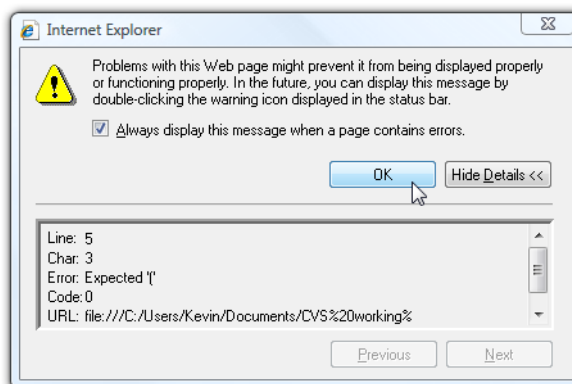 Internet Explorer
Problems with this Web page might prevent it from being displayed properly
or functioning properly. In the future, you can display this message by
double-clicking the warning icon displayed in the status bar.
Always display this message when a page contains errors.
OK
Hide Details <<
Line: 5
Char: 3
Error: Expected '('
Code:0
URL: file:///C:/Users/Kevin/Documents/CVS%20working%
Previous
Next